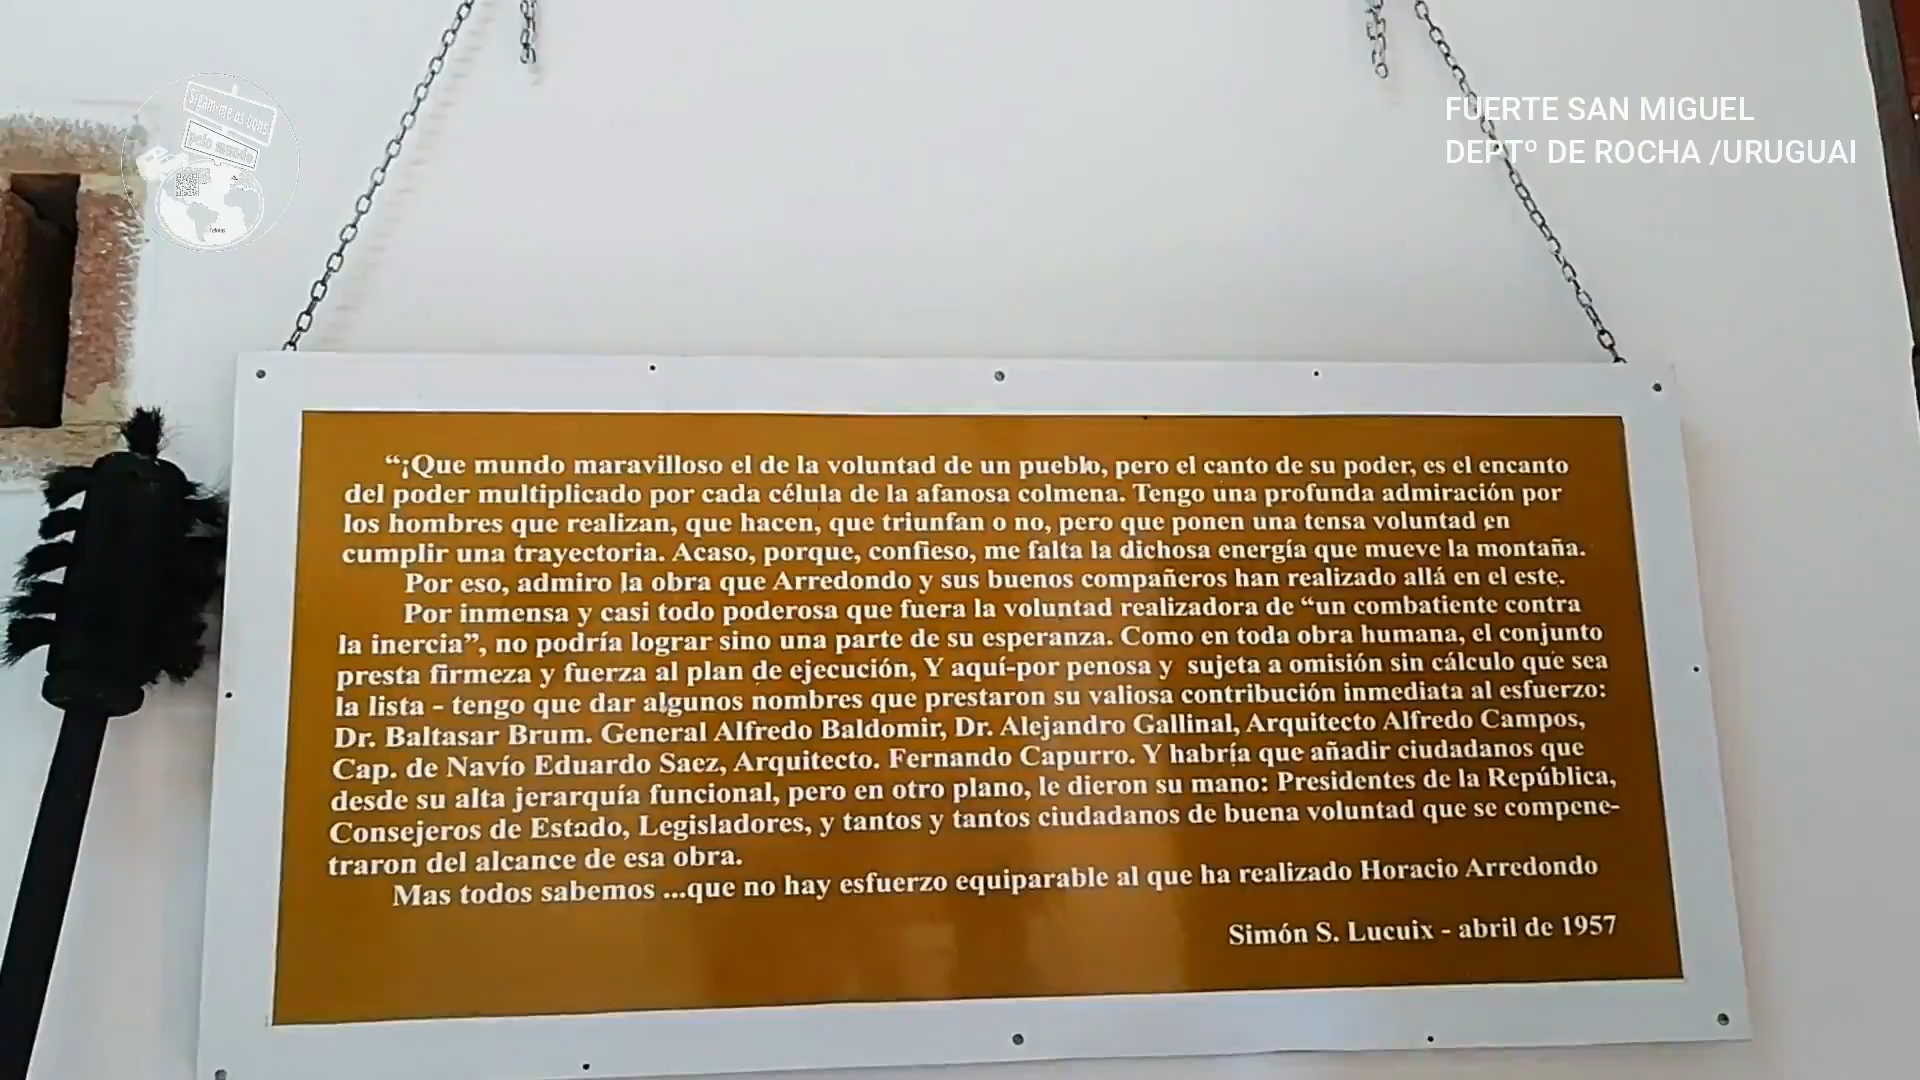 Sigam-me os bons
pelo mundo
FUERTE SAN MIGUEL
DEPTº DE ROCHA /URUGUAI
“¡Que mundo maravilloso el de la voluntad de un pueblo, pero el canto de su poder, es el encanto
del poder multiplicado por cada célula de la afanosa colmena. Tengo una profunda admiración por
los hombres que realizan, que hacen, que triunfan o no, pero que ponen una tensa voluntad en
cumplir una trayectoria. Acaso, porque, confieso, me falta la dichosa energía que mueve la montaña.
Por eso, admiro la obra que Arredondo y sus buenos compañeros han realizado allá en el este.
Por inmensa y casi todo poderosa que fuera la voluntad realizadora de “un combatiente contra
la inercia”, no podría lograr sino una parte de su esperanza. Como en toda obra humana, el conjunto
presta firmeza y fuerza al plan de ejecución, Y aquí-por penosa y sujeta a omisión sin cálculo que sea
la lista - tengo que dar algunos nombres que prestaron su valiosa contribución inmediata al esfuerzo:
Dr. Baltasar Brum. General Alfredo Baldomir, Dr. Alejandro Gallinal, Arquitecto Alfredo Campos,
Cap. de Navío Eduardo Saez, Arquitecto. Fernando Capurro. Y habría que añadir ciudadanos que
desde su alta jerarquía funcional, pero en otro plano, le dieron su mano: Presidentes de la República,
Consejeros de Estado, Legisladores, y tantos y tantos ciudadanos de buena voluntad que se compene-
traron del alcance de esa obra.
Mas todos sabemos ...que no hay esfuerzo equiparable al que ha realizado Horacio Arredondo
Simón S. Lucuix - abril de 1957